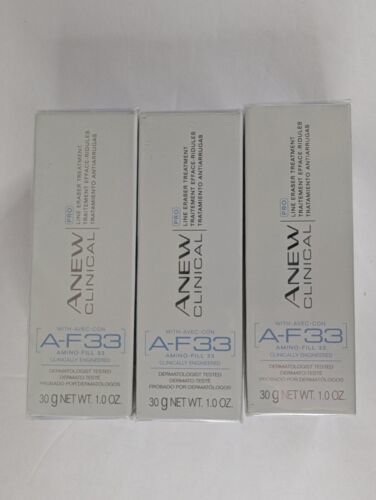 ANEW
CLINICAL
PRO
LINE ERASER TREATMENT
TRAITEMENT EFFACE-RIDULES
TRATAMIENTO ANTIARRUGAS
WITH-AVEC-CON
A-F33
AMINO-FILL 33
CLINICALLY ENGINEERED
DERMATOLOGIST TESTED
DERMATO-TESTÉ
PROBADO POR DERMATÓLOGOS
30 g NET WT. 1.0 OZ.
ANEW
CLINICAL
PRO
LINE ERASER TREATMENT
TRAITEMENT EFFACE-RIDULES
TRATAMIENTO ANTIARRUGAS
WITH-AVEC-CON
A-F33
AMINO-FILL 33
CLINICALLY ENGINEERED
DERMATOLOGIST TESTED
DERMATO-TESTÉ
PROBADO POR DERMATÓLOGOS
30 g NET WT. 1.0 OZ.
ANEW
CLINICAL
PRO
LINE ERASER TREATMENT
TRAITEMENT EFFACE-RIDULES
TRATAMIENTO ANTIARRUGAS
WITH-AVEC-CON
A-F33
AMINO-FILL 33
CLINICALLY ENGINEERED
DERMATOLOGIST TESTED
DERMATO-TESTÉ
PROBADO POR DERMATÓLOGOS
30 g NET WT. 1.0 OZ.